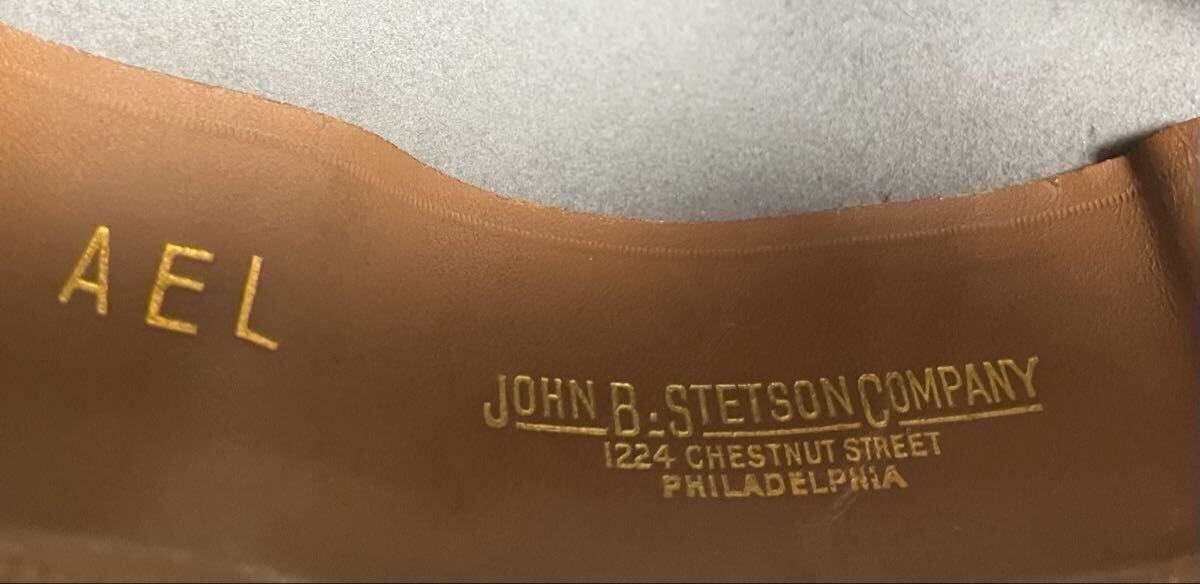 AEL
JOHN B. STETSON COMPANY
1224 CHESTNUT STREET
PHILADELPHIA